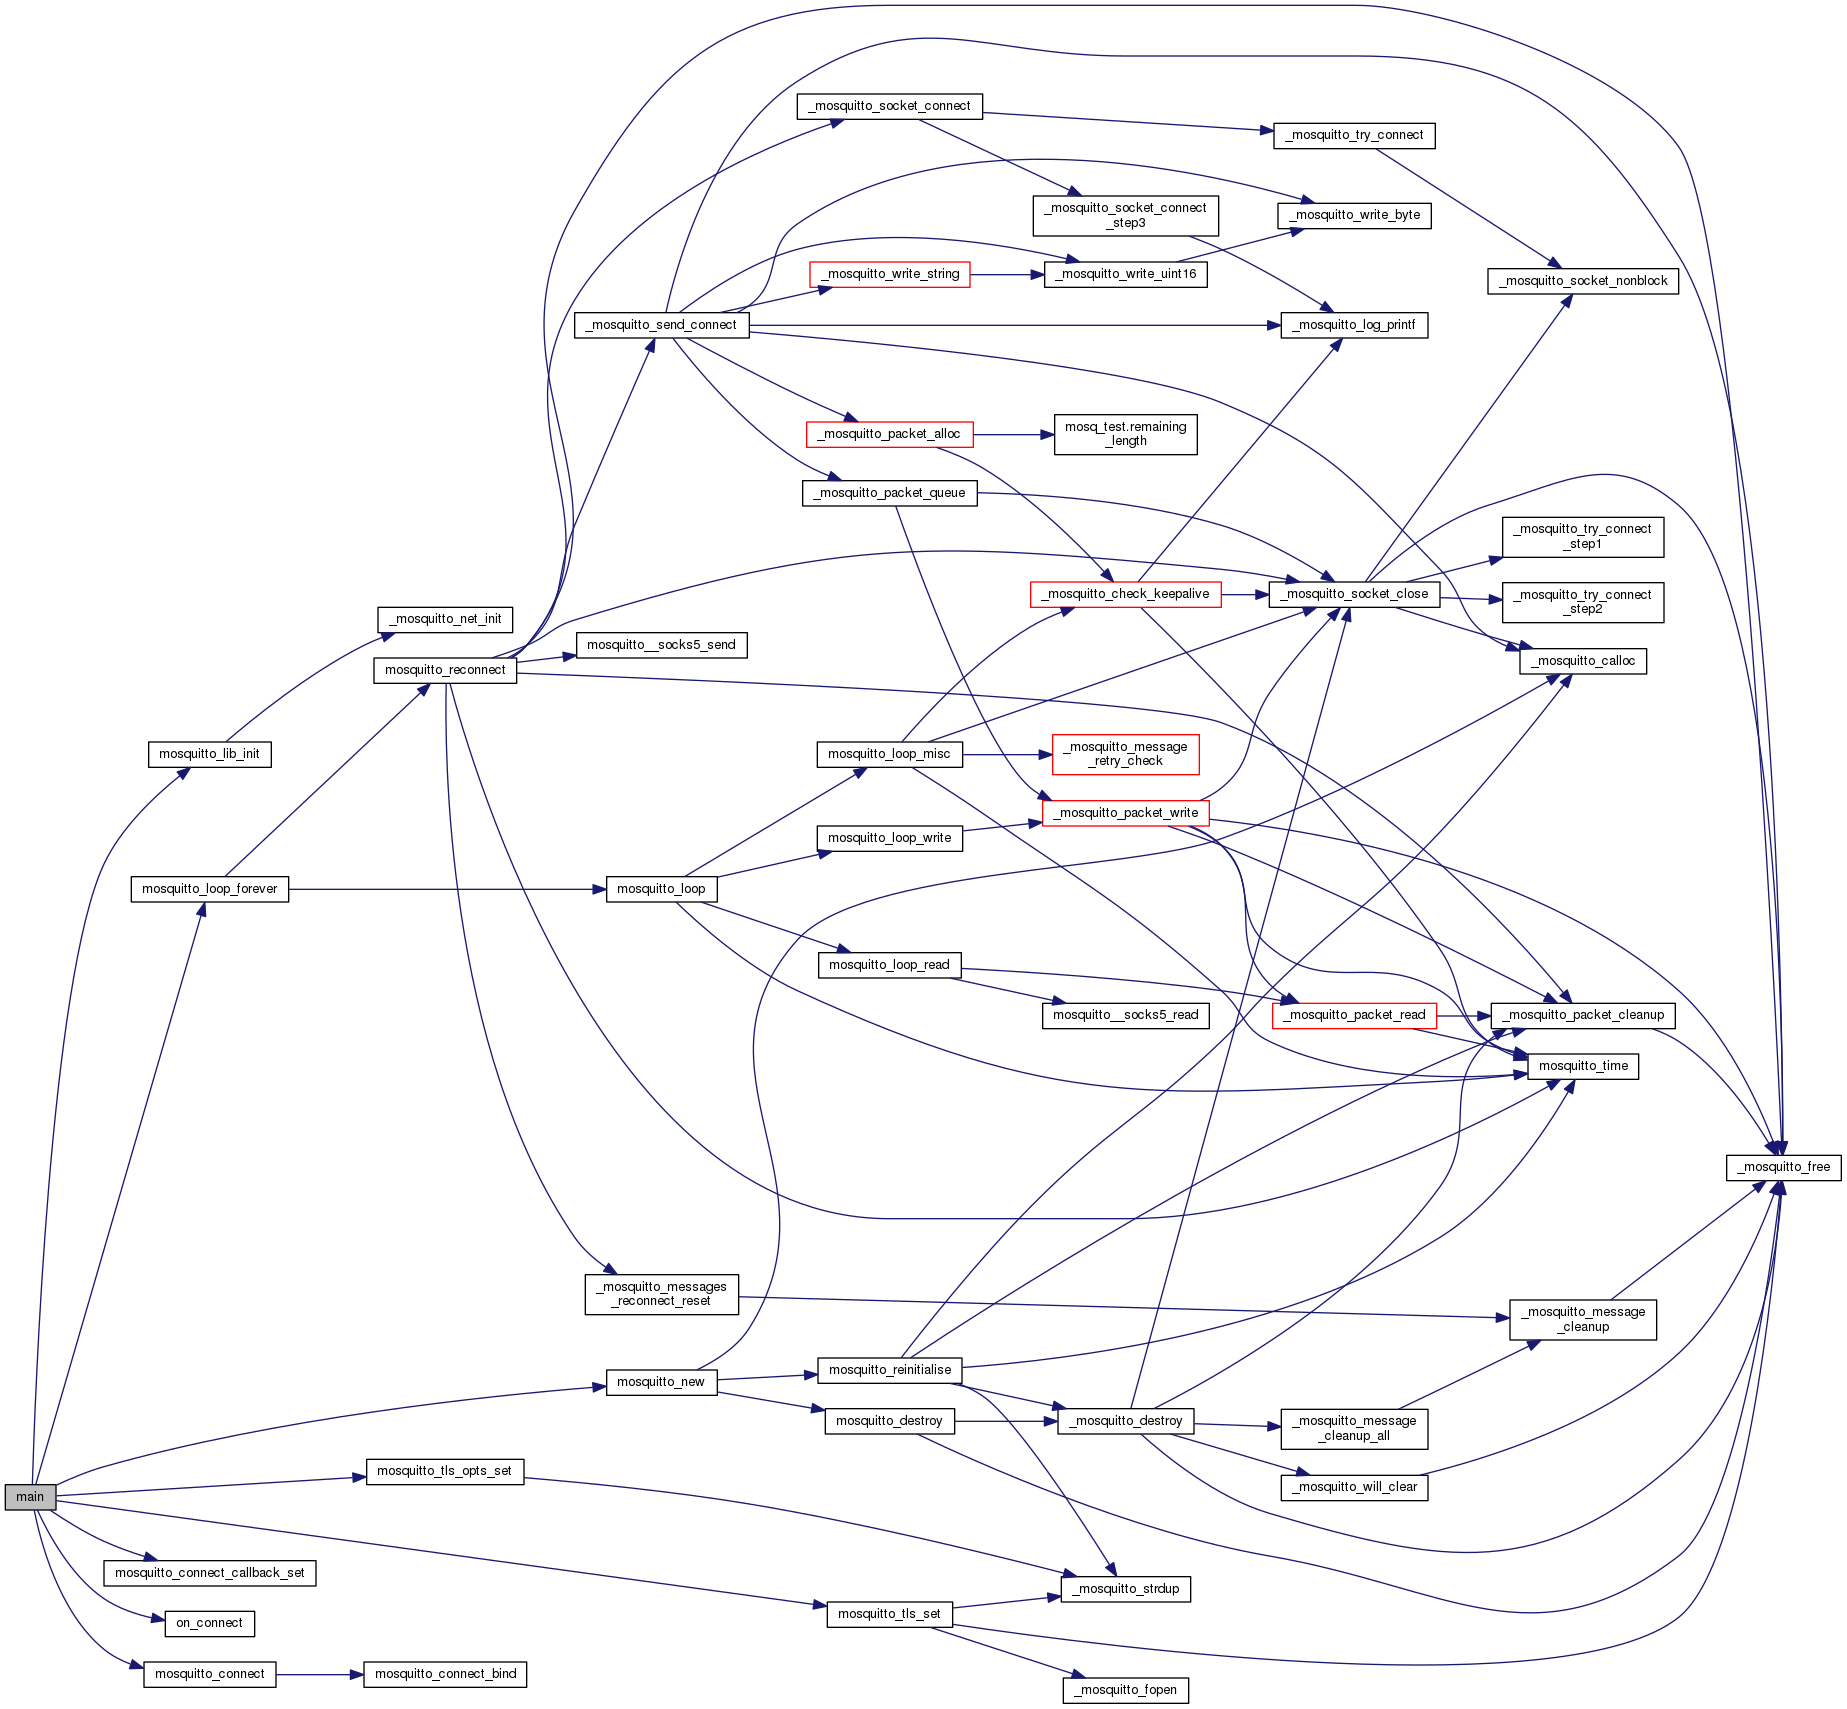 _mosquitto_socket_connect
_mosquitto_try_connect
_mosquitto_socket_connect
_step3
_mosquitto_write_byte
_mosquitto_write_string
_mosquitto_write_uint16
_mosquitto_socket_nonblock
_mosquitto_send_connect
_mosquitto_log_printf
_mosquitto_packet_alloc
mosq_test.remaining
_length
_mosquitto_packet_queue
_mosquitto_try_connect
_step1
_mosquitto_check_keepalive
_mosquitto_socket_close
_mosquitto_try_connect
_step2
_mosquitto_net_init
mosquitto__socks5_send
mosquitto_reconnect
_mosquitto_calloc
mosquitto_lib_init
mosquitto_loop_misc
_mosquitto_message
_retry_check
_mosquitto_packet_write
mosquitto_loop_write
mosquitto_loop_forever
mosquitto_loop
mosquitto_loop_read
mosquitto__socks5_read
_mosquitto_packet_read
_mosquitto_packet_cleanup
mosquitto_time
_mosquitto_free
_mosquitto_messages
_reconnect_reset
_mosquitto_message
_cleanup
mosquitto_new
mosquitto_reinitialise
mosquitto_destroy
_mosquitto_destroy
_mosquitto_message
_cleanup_all
mosquitto_tls_opts_set
_mosquitto_will_clear
main
mosquitto_connect_callback_set
_mosquitto_strdup
on_connect
mosquitto_tls_set
mosquitto_connect
mosquitto_connect_bind
_mosquitto_fopen